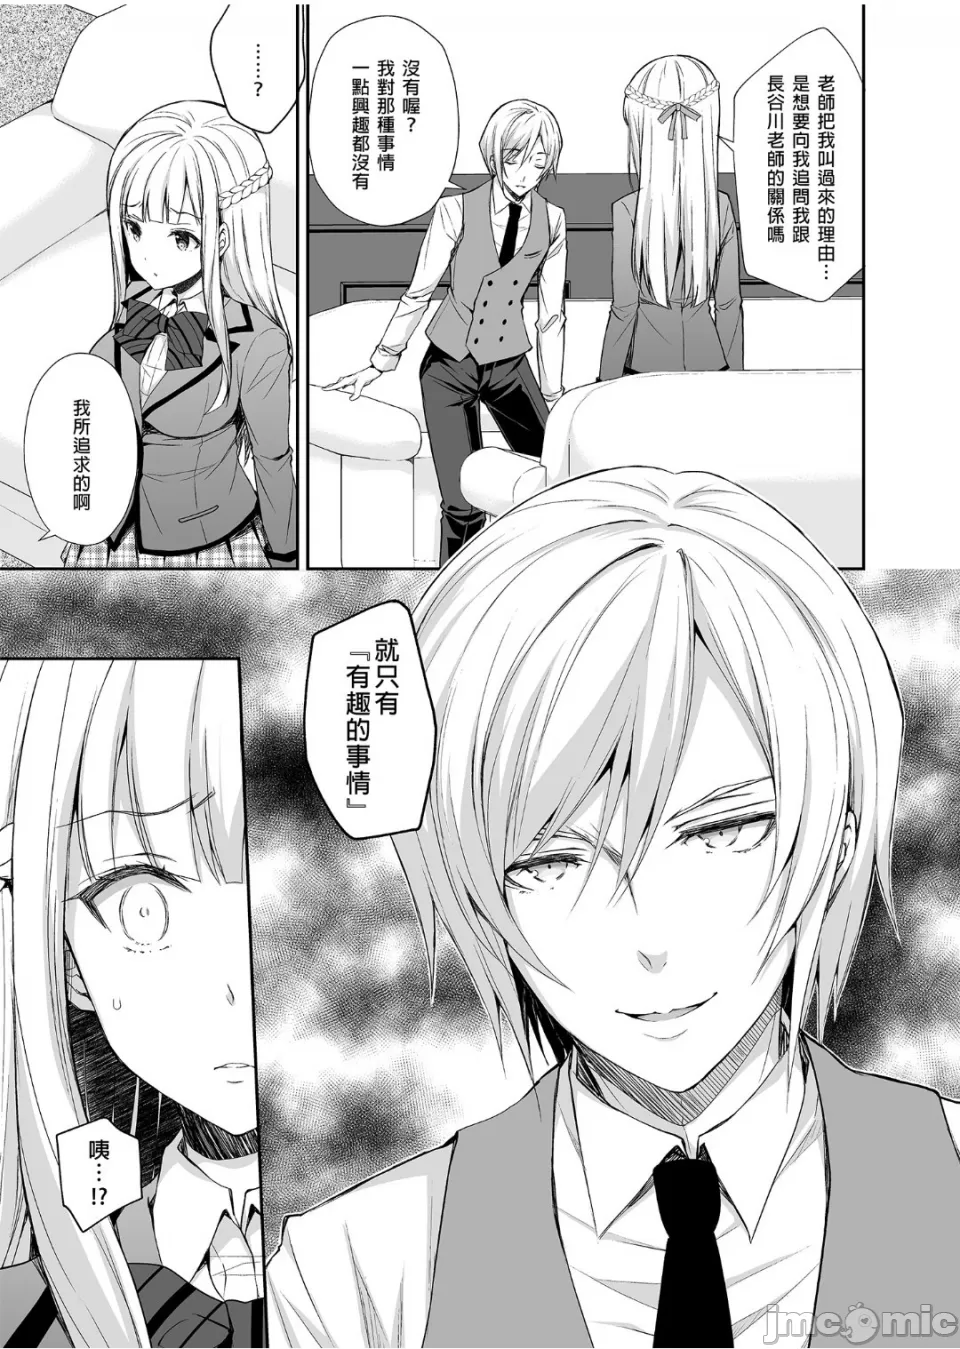 老師把我叫過來的理由…
是想要向我追問我跟
長谷川老師的關係嗎
沒有喔？
我對那種事情
一點興趣都沒有
……？
我所追求的啊
就只有
『有趣的事情』
咦…!?
jmcomic